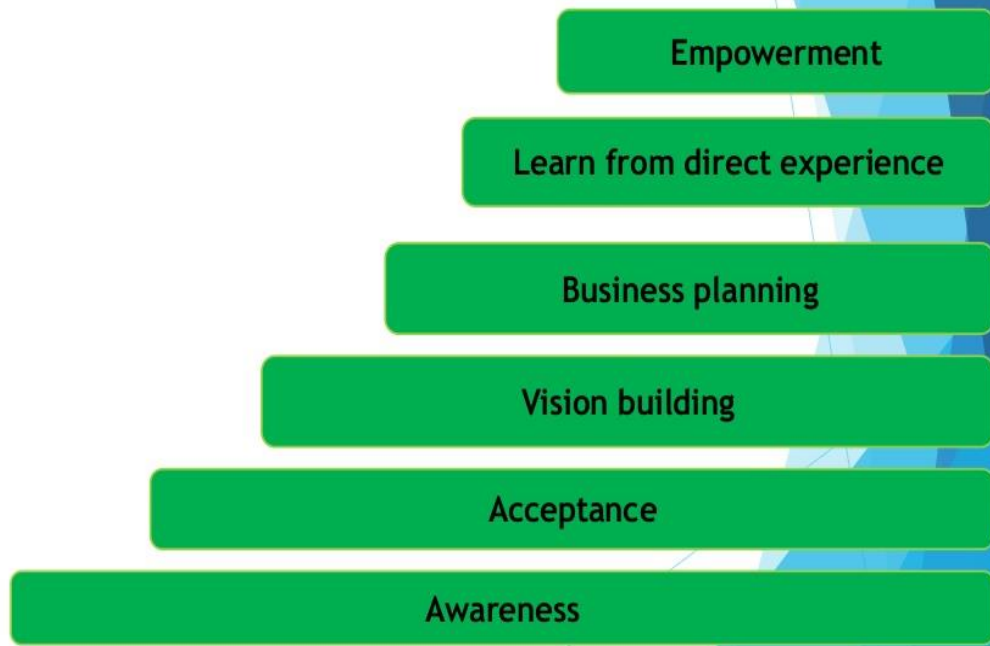 Empowerment
Learn from direct experience
Business planning
Vision building
Acceptance
Awareness